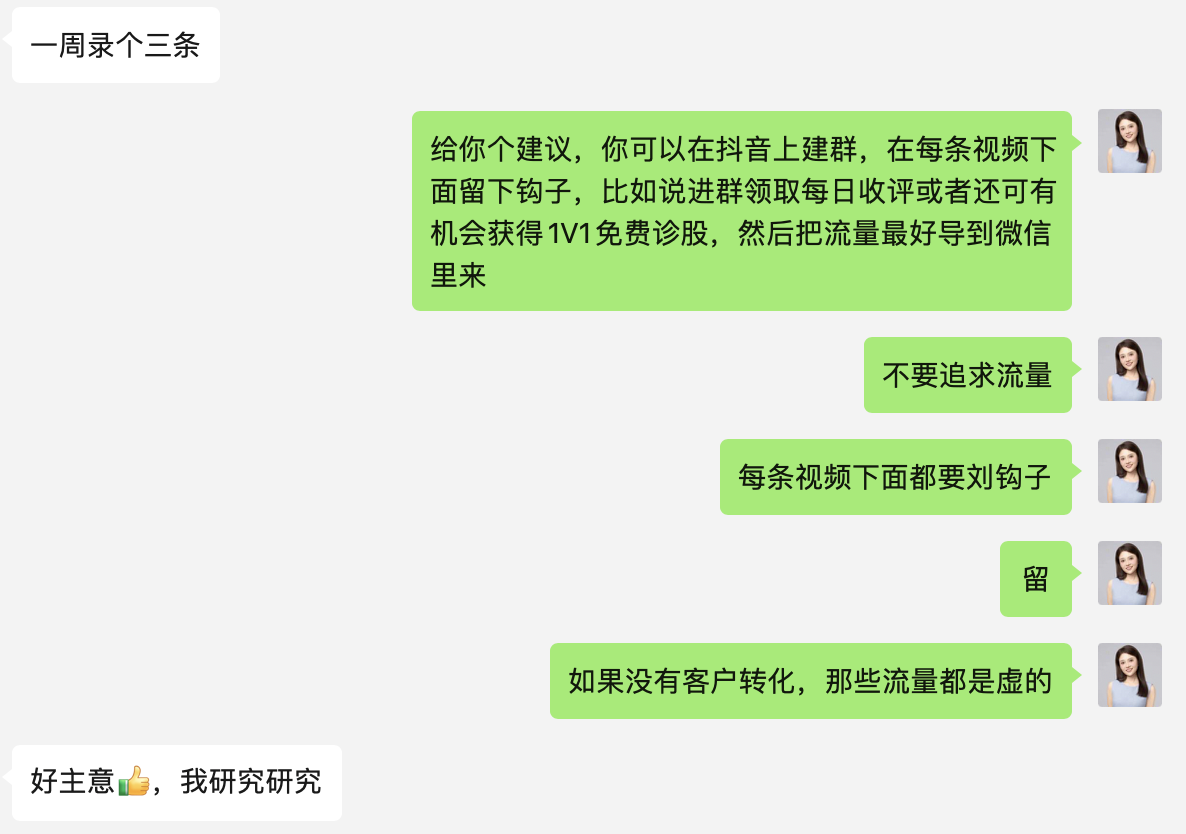 一周录个三条
给你个建议，你可以在抖音上建群，在每条视频下
面留下钩子，比如说进群领取每日收评或者还可有
机会获得1V1免费诊股，然后把流量最好导到微信
里来
不要追求流量
每条视频下面都要刘钩子
留
如果没有客户转化，那些流量都是虚的
好主意👍，我研究研究